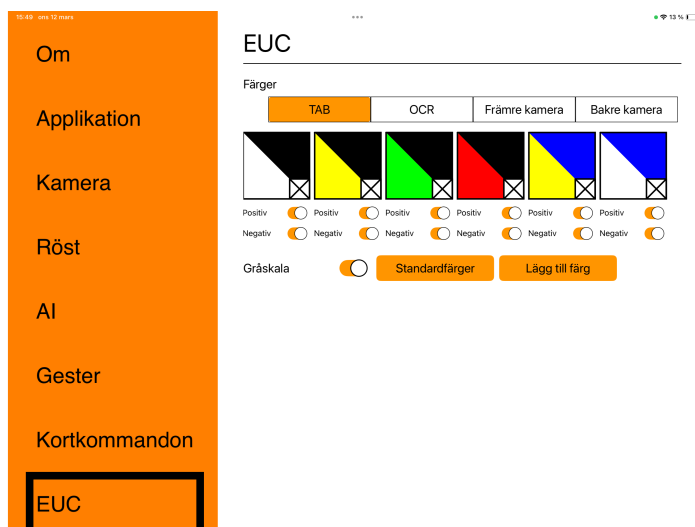 15:49 ons 12 mars
13 %
Om
Applikation
Kamera
Röst
AI
Gester
Kortkommandon
EUC
EUC
Färger
TAB OCR Främre kamera Bakre kamera
Positiv Positiv Positiv Positiv Positiv Positiv
Negativ Negativ Negativ Negativ Negativ Negativ
Gråskala Standardfärger Lägg till färg